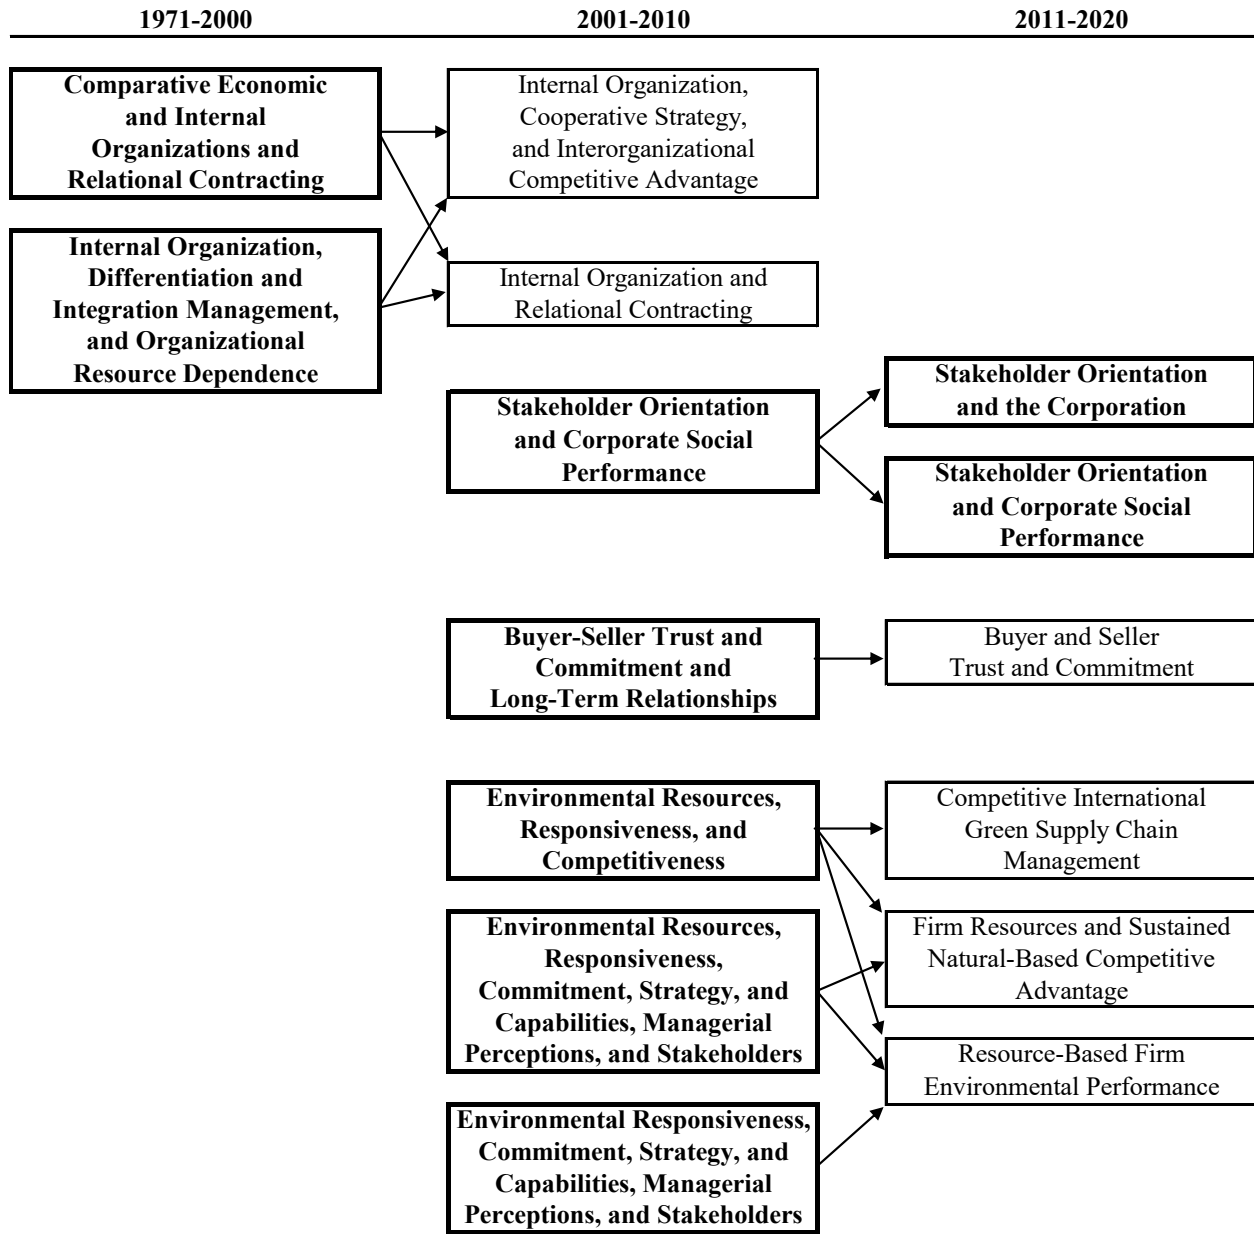 1971-2000
2001-2010
2011-2020
Comparative Economic
and Internal
Organizations and
Relational Contracting
Internal Organization,
Differentiation and
Integration Management,
and Organizational
Resource Dependence
Internal Organization,
Cooperative Strategy,
and Interorganizational
Competitive Advantage
Internal Organization and
Relational Contracting
Stakeholder Orientation
and Corporate Social
Performance
Stakeholder Orientation
and the Corporation
Stakeholder Orientation
and Corporate Social
Performance
Buyer-Seller Trust and
Commitment and
Long-Term Relationships
Buyer and Seller
Trust and Commitment
Environmental Resources,
Responsiveness, and
Competitiveness
Environmental Resources,
Responsiveness,
Commitment, Strategy, and
Capabilities, Managerial
Perceptions, and Stakeholders
Environmental Responsiveness,
Commitment, Strategy, and
Capabilities, Managerial
Perceptions, and Stakeholders
Competitive International
Green Supply Chain
Management
Firm Resources and Sustained
Natural-Based Competitive
Advantage
Resource-Based Firm
Environmental Performance